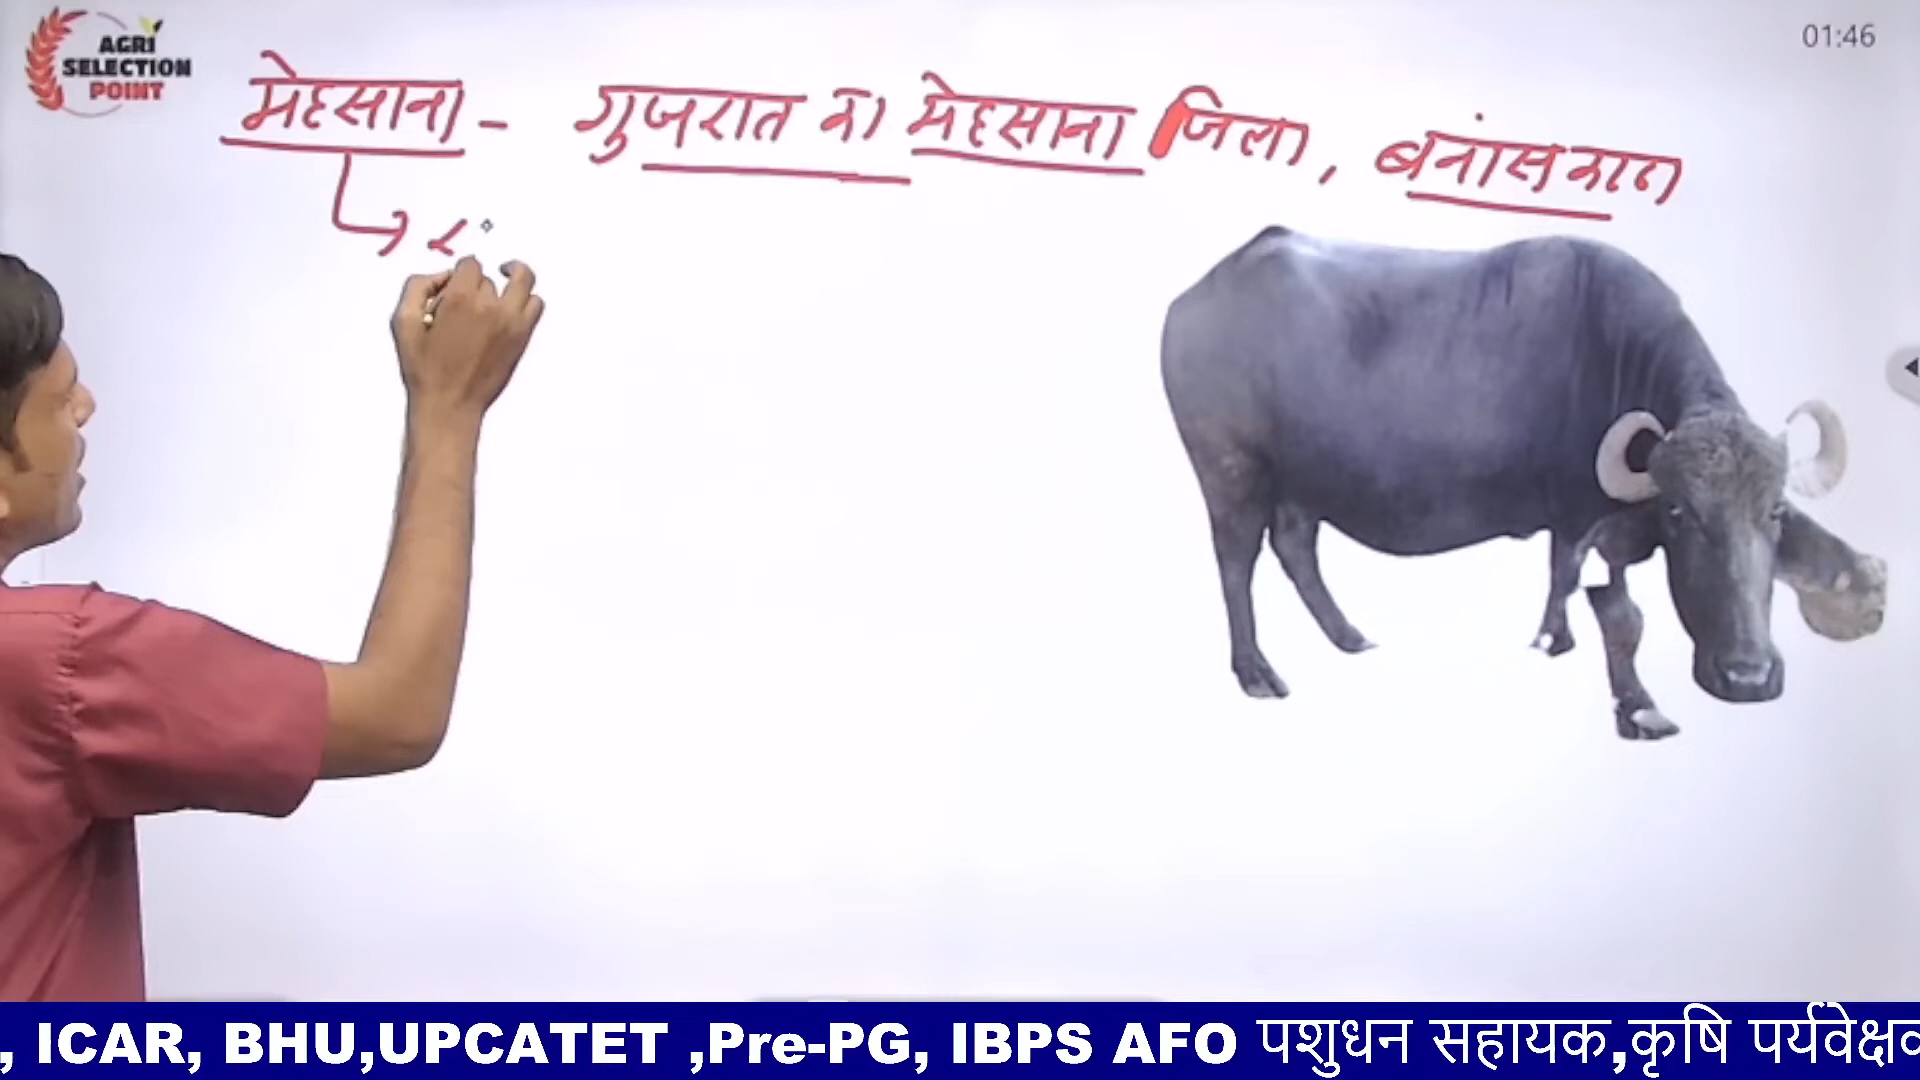 AGRI
SELECTION
POINT
01:46
मेहसाना - गुजरात का मेहसाना जिला, बनांसकाठा
, ICAR, BHU,UPCATET ,Pre-PG, IBPS AFO पशुधन सहायक,कृषि पर्यवेक्षक